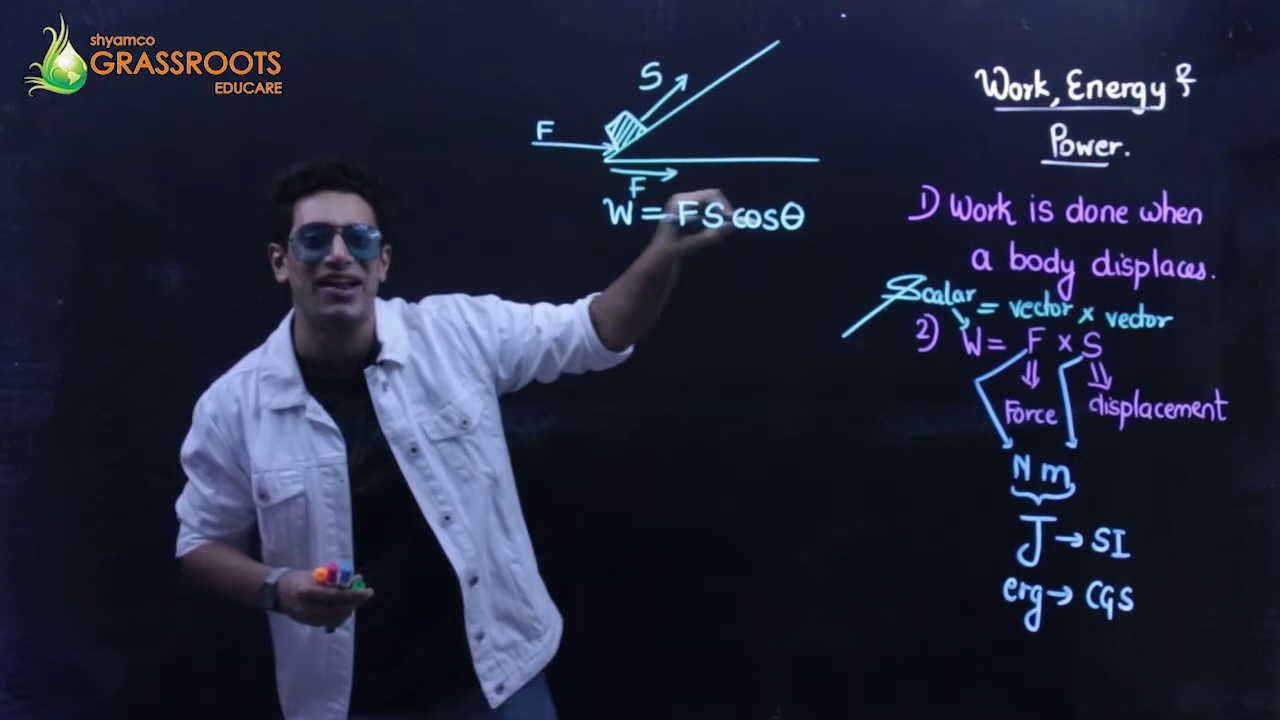 shyamco
GRASSROOTS
EDUCARE
S
F
F
W = FS cosθ
Work, Energy &
Power.
1) Work is done when
a body displaces.
Scalar = vector × vector
2) W = F × S
Force displacement
N m
J → SI
erg → CGS